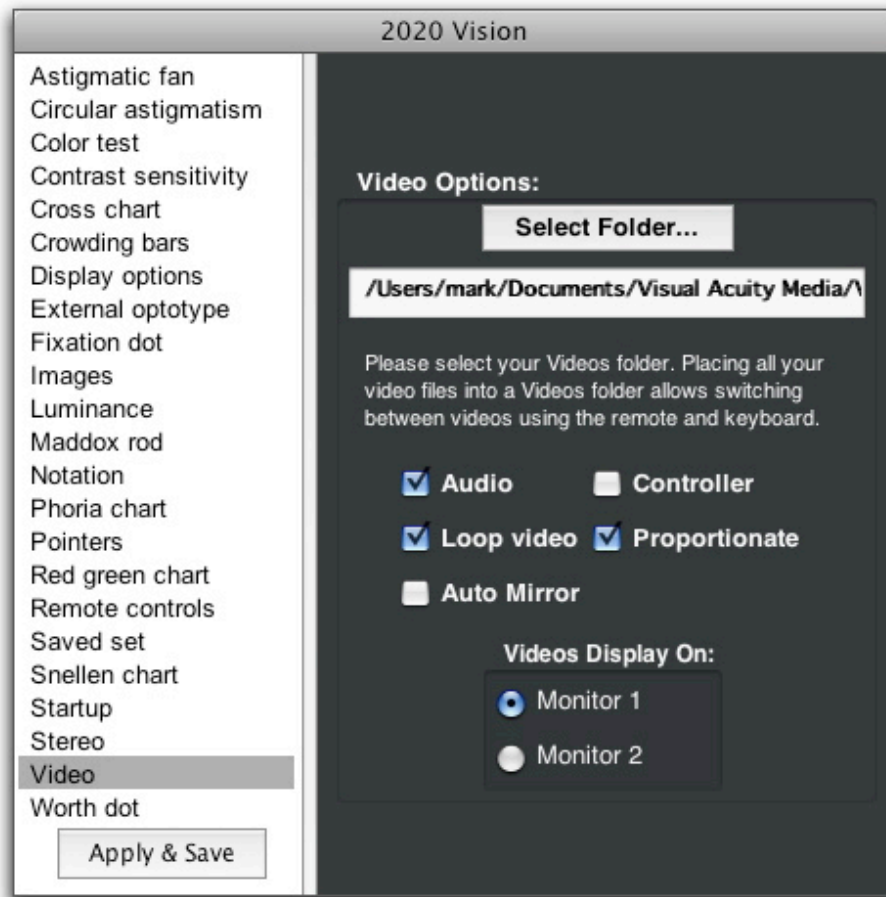 2020 Vision
Astigmatic fan
Circular astigmatism
Color test
Contrast sensitivity
Cross chart
Crowding bars
Display options
External optotype
Fixation dot
Images
Luminance
Maddox rod
Notation
Phoria chart
Pointers
Red green chart
Remote controls
Saved set
Snellen chart
Startup
Stereo
Video
Worth dot
Apply & Save
Video Options:
Select Folder...
/Users/mark/Documents/Visual Acuity Media/
Please select your Videos folder. Placing all your
video files into a Videos folder allows switching
between videos using the remote and keyboard.
Audio
Controller
Loop video
Proportionate
Auto Mirror
Videos Display On:
Monitor 1
Monitor 2